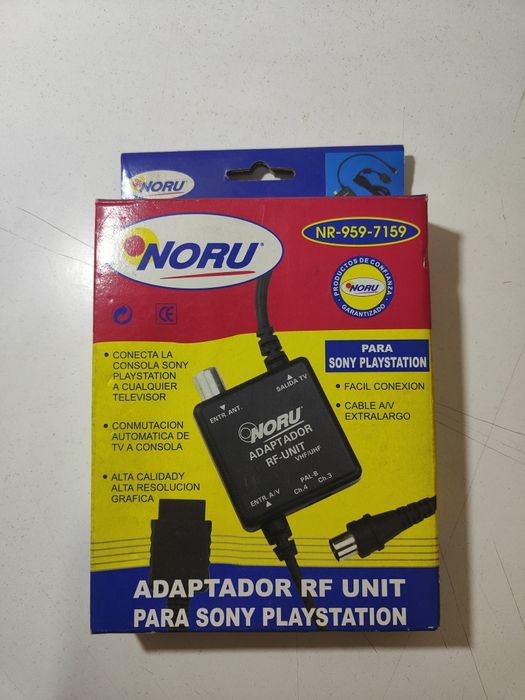 NORU
NORU®
NR-959-7159
PRODUCTOS DE CONFIANZA
NORU
GARANTIZADO
CE
• CONECTA LA
CONSOLA SONY
PLAYSTATION
A CUALQUIER
TELEVISOR
• CONMUTACION
AUTOMATICA DE
TV A CONSOLA
• ALTA CALIDADY
ALTA RESOLUCION
GRAFICA
PARA
SONY PLAYSTATION
• FACIL CONEXION
• CABLE A/V
EXTRALARGO
ENTR. ANT.
SALIDA TV
NORU®
ADAPTADOR
RF-UNIT
VHF/UHF
ENTR. A/V
PAL-B
Ch.4 Ch.3
ADAPTADOR RF UNIT
PARA SONY PLAYSTATION